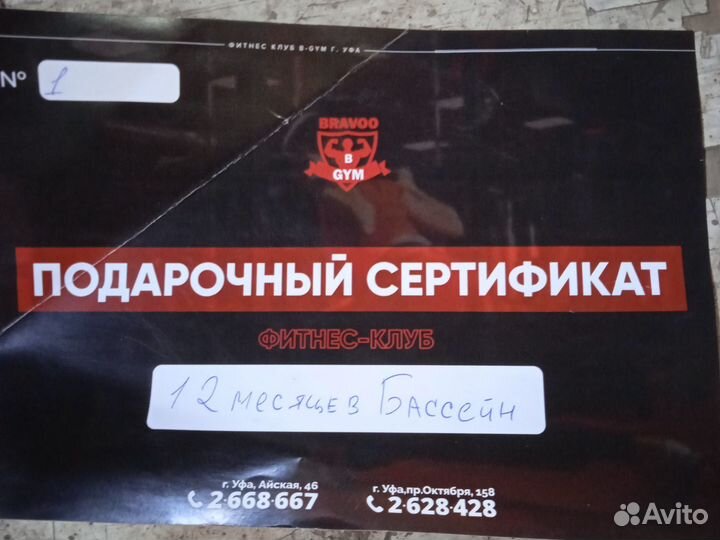 ФИТНЕС КЛУБ B-GYM Г. УФА
№ 1
BRAVOO
B
GYM
ПОДАРОЧНЫЙ СЕРТИФИКАТ
ФИТНЕС-КЛУБ
12 месяцев Бассейн
г. Уфа, Айская, 46
2-668-667
г. Уфа,пр.Октября, 158
2-628-428
Avito